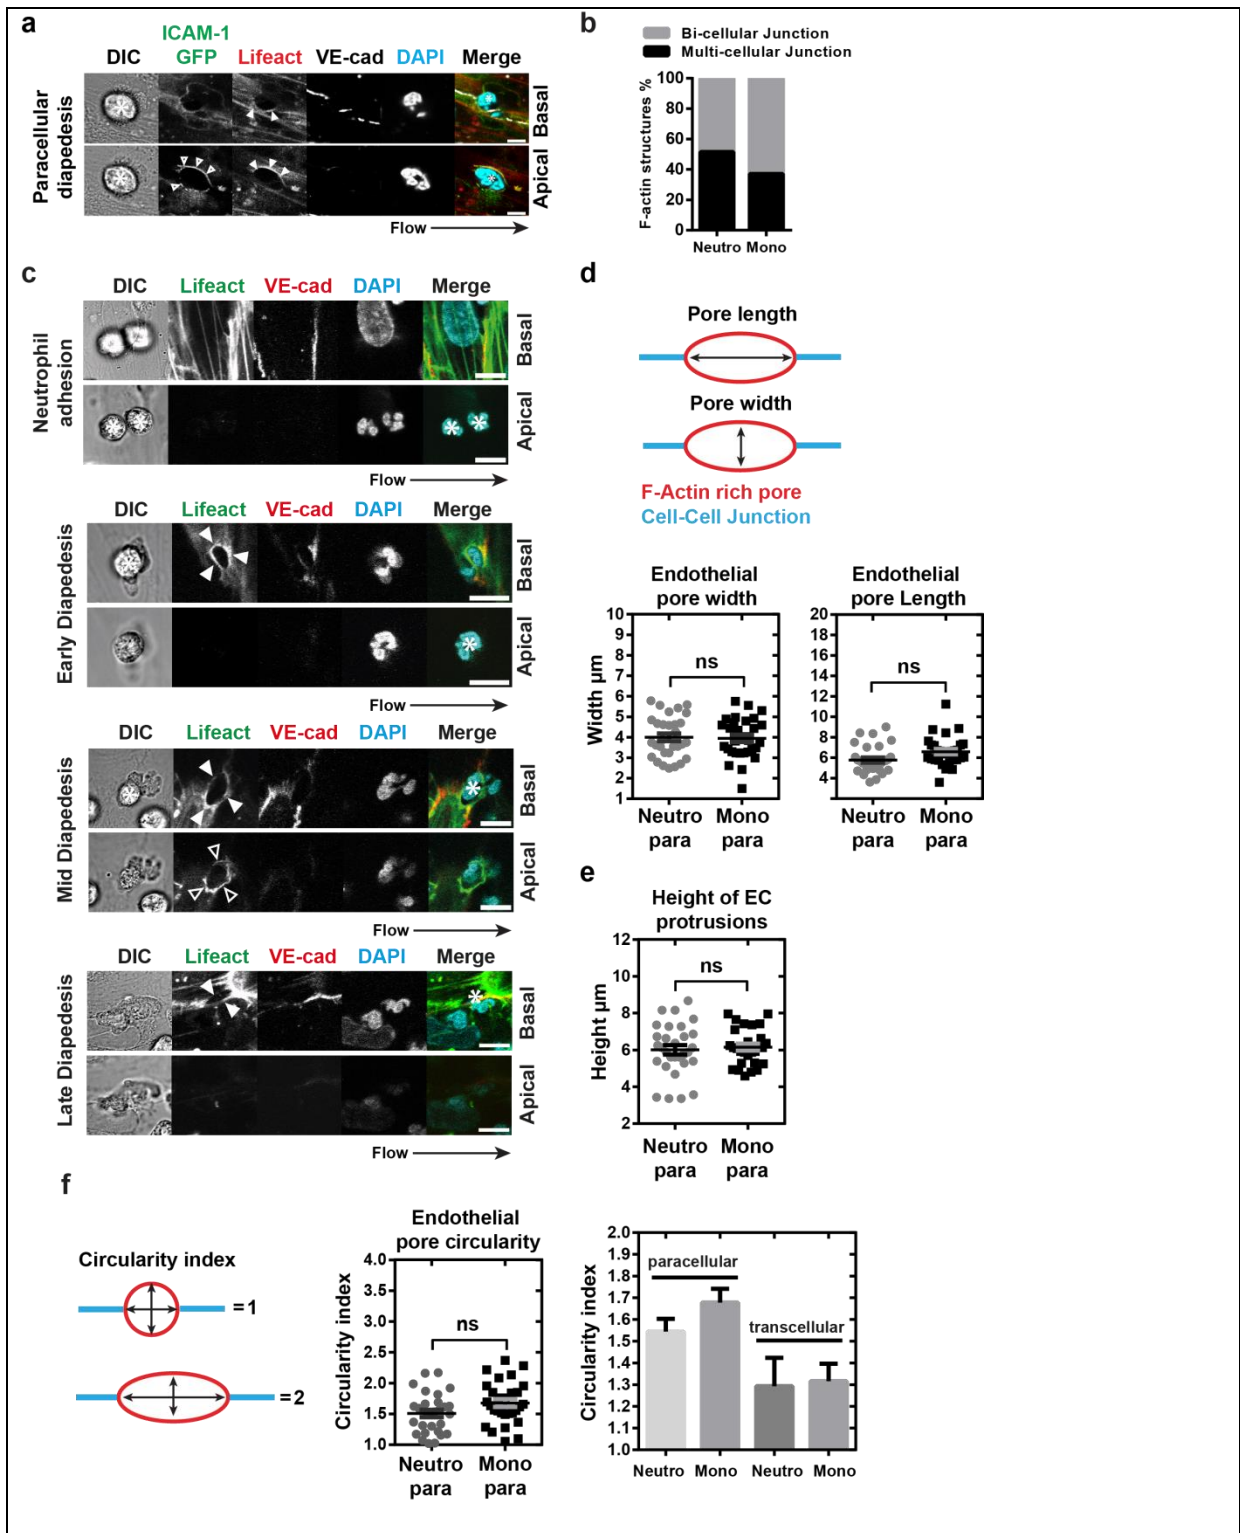 a
ICAM-1
DIC GFP Lifeact VE-cad DAPI Merge
Paracellular
diapedesis
Basal
Apical
Flow
b
Bi-cellular Junction
Multi-cellular Junction
F-actin structures %
100
80
60
40
20
0
Neutro Mono
c
DIC Lifeact VE-cad DAPI Merge
Neutrophil
adhesion
Basal
Apical
Flow
DIC Lifeact VE-cad DAPI Merge
Early Diapedesis
Basal
Apical
Flow
DIC Lifeact VE-cad DAPI Merge
Mid Diapedesis
Basal
Apical
Flow
DIC Lifeact VE-cad DAPI Merge
Late Diapedesis
Basal
Apical
Flow
d
Pore length
Pore width
F-Actin rich pore
Cell-Cell Junction
Endothelial
pore width
Width µm
10
9
8
7
6
5
4
3
2
1
ns
Neutro Mono
para para
Endothelial
pore Length
20
18
16
14
12
10
8
6
4
ns
Neutro Mono
para para
e
Height of EC
protrusions
Height µm
12
10
8
6
4
2
ns
Neutro Mono
para para
f
Circularity index
=1
=2
Endothelial
pore circularity
Circularity index
4.0
3.5
3.0
2.5
2.0
1.5
1.0
ns
Neutro Mono
para para
Circularity index
2.0
1.9
1.8
1.7
1.6
1.5
1.4
1.3
1.2
1.1
1.0
paracellular
transcellular
Neutro Mono Neutro Mono